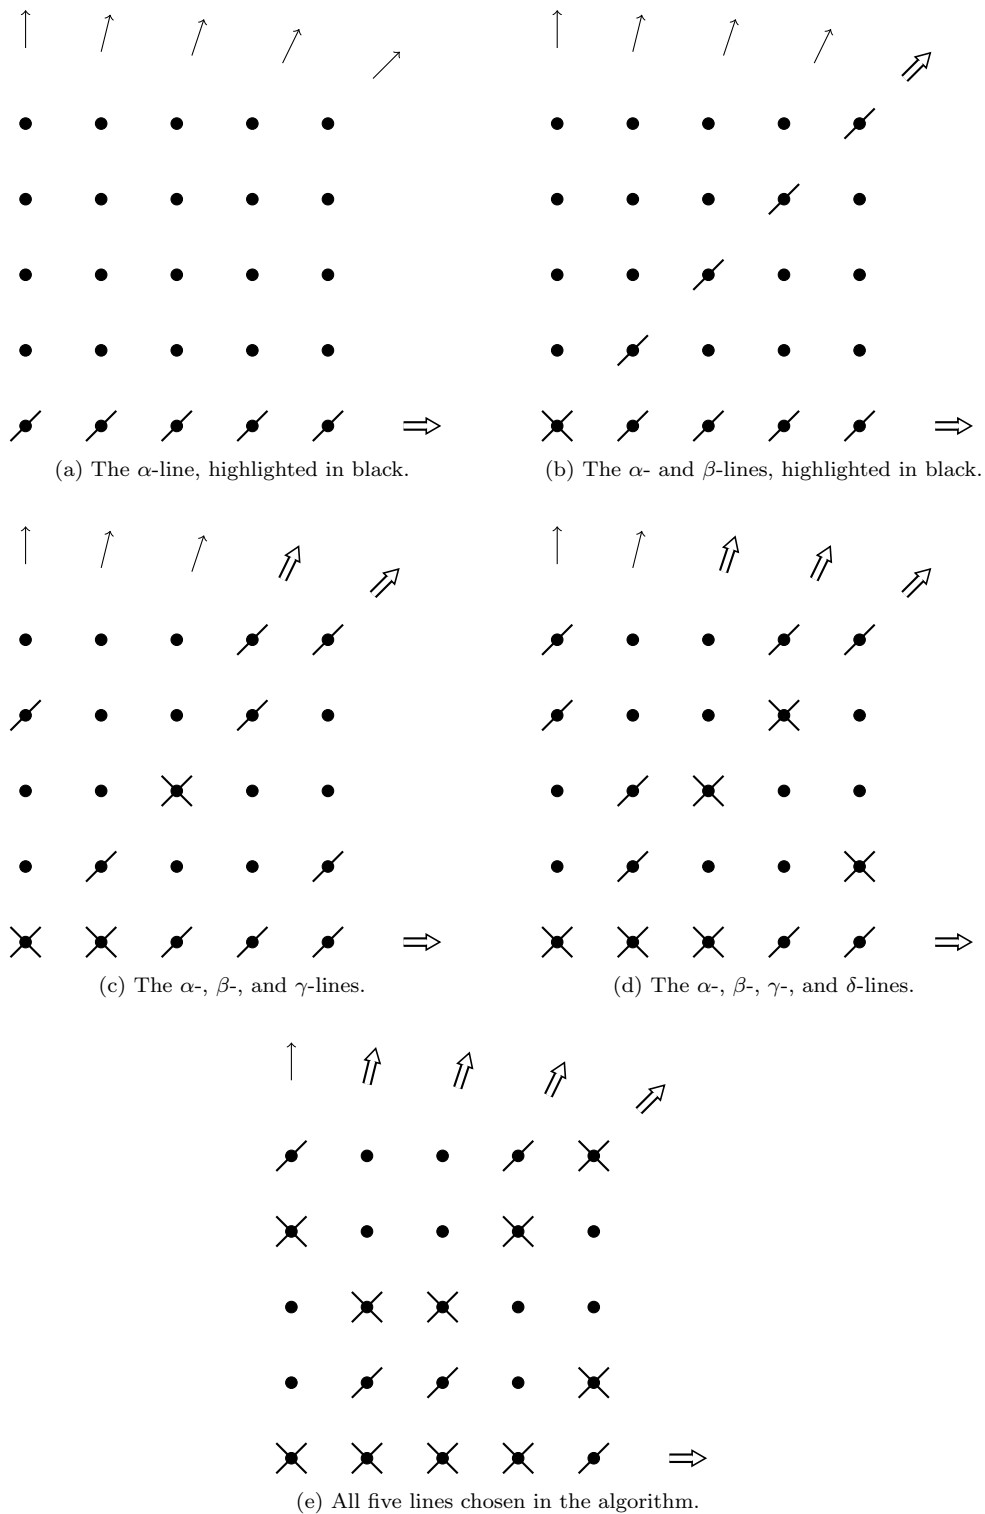 (a) The α-line, highlighted in black.
(b) The α- and β-lines, highlighted in black.
(c) The α-, β-, and γ-lines.
(d) The α-, β-, γ-, and δ-lines.
(e) All five lines chosen in the algorithm.